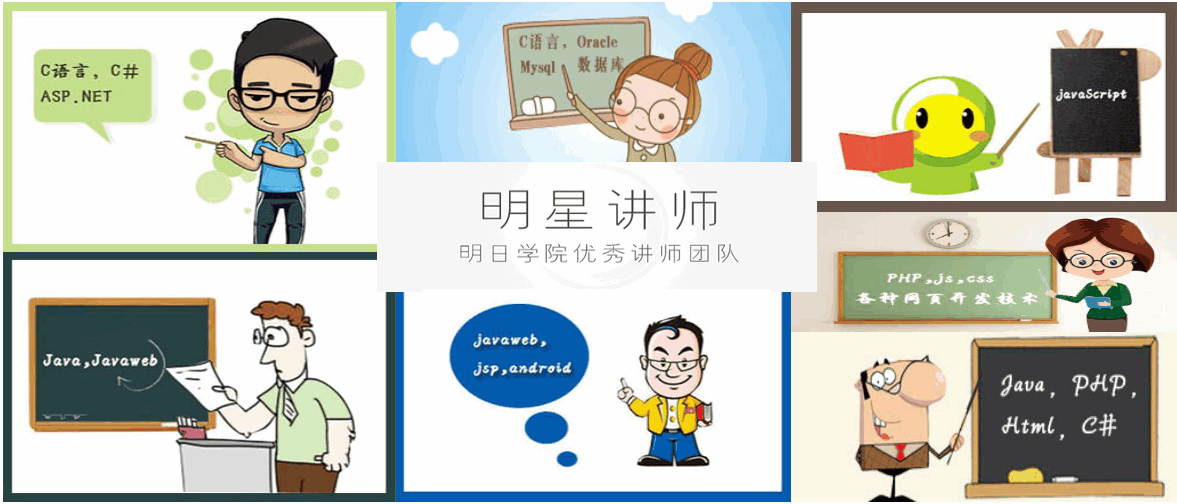 C语言，C#
ASP.NET
C语言，Oracle
Mysql 数据库
javaScript
明星讲师
明日学院优秀讲师团队
PHP,js,css
各种网页开发技术
Java,Javaweb
javaweb,
jsp,android
Java，PHP，
Html，C#